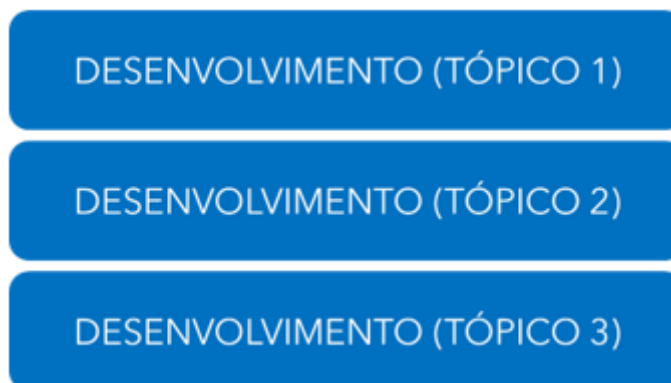 DESENVOLVIMENTO (TÓPICO 1)
DESENVOLVIMENTO (TÓPICO 2)
DESENVOLVIMENTO (TÓPICO 3)